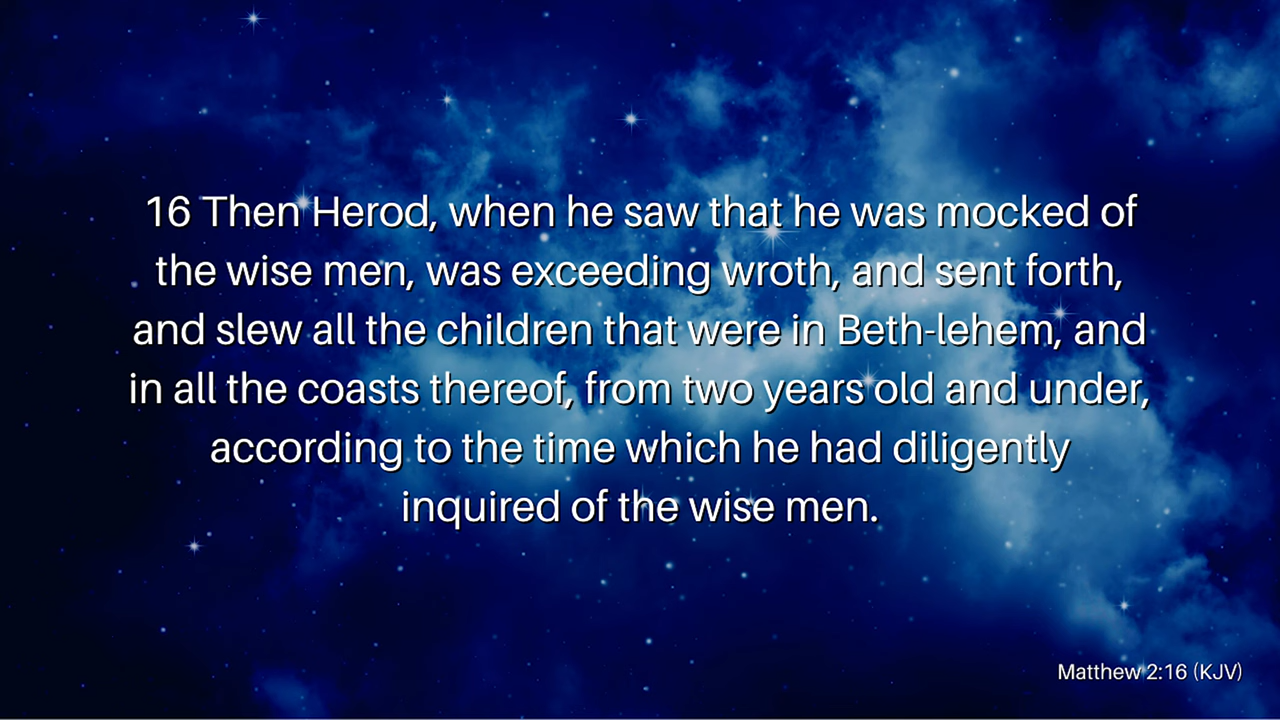 16 Then Herod, when he saw that he was mocked of
the wise men, was exceeding wroth, and sent forth,
and slew all the children that were in Beth-lehem, and
in all the coasts thereof, from two years old and under,
according to the time which he had diligently
inquired of the wise men.
Matthew 2:16 (KJV)